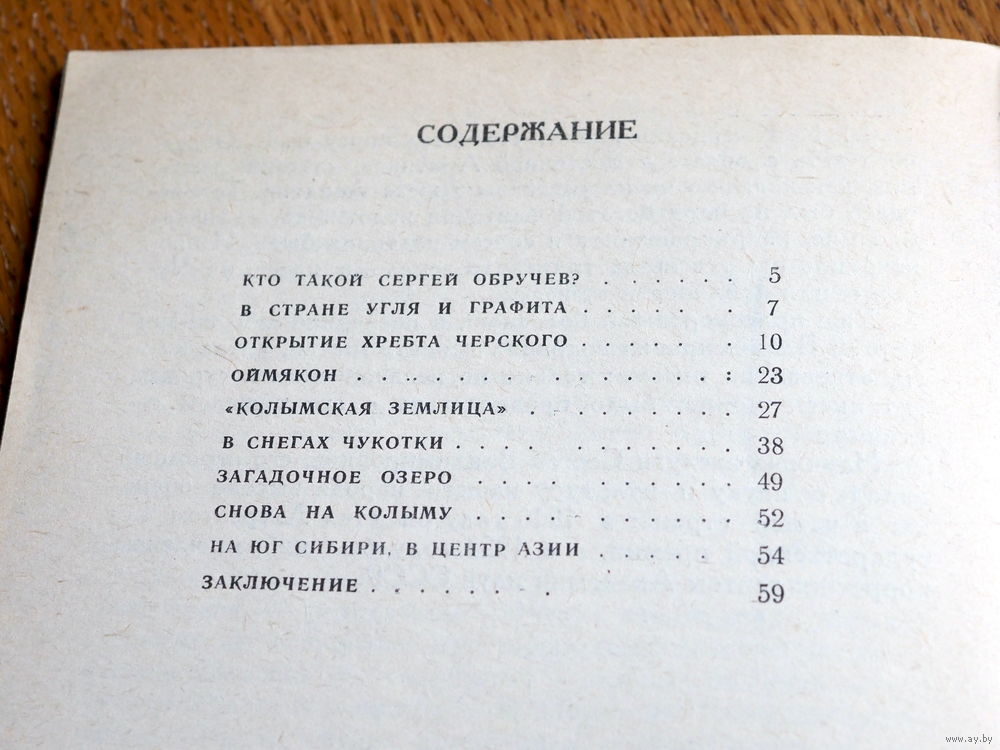 СОДЕРЖАНИЕ
КТО ТАКОЙ СЕРГЕЙ ОБРУЧЕВ? . . . . . . 5
В СТРАНЕ УГЛЯ И ГРАФИТА . . . . . . 7
ОТКРЫТИЕ ХРЕБТА ЧЕРСКОГО . . . . . . 10
ОЙМЯКОН . . . . . . . . . . . : 23
«КОЛЫМСКАЯ ЗЕМЛИЦА» . . . . . . . . 27
В СНЕГАХ ЧУКОТКИ . . . . . . . . . . 38
ЗАГАДОЧНОЕ ОЗЕРО . . . . . . . . . 49
СНОВА НА КОЛЫМУ . . . . . . . . . . 52
НА ЮГ СИБИРИ, В ЦЕНТР АЗИИ . . . . . . 54
ЗАКЛЮЧЕНИЕ . . . . . . . . 59
www.ay.by